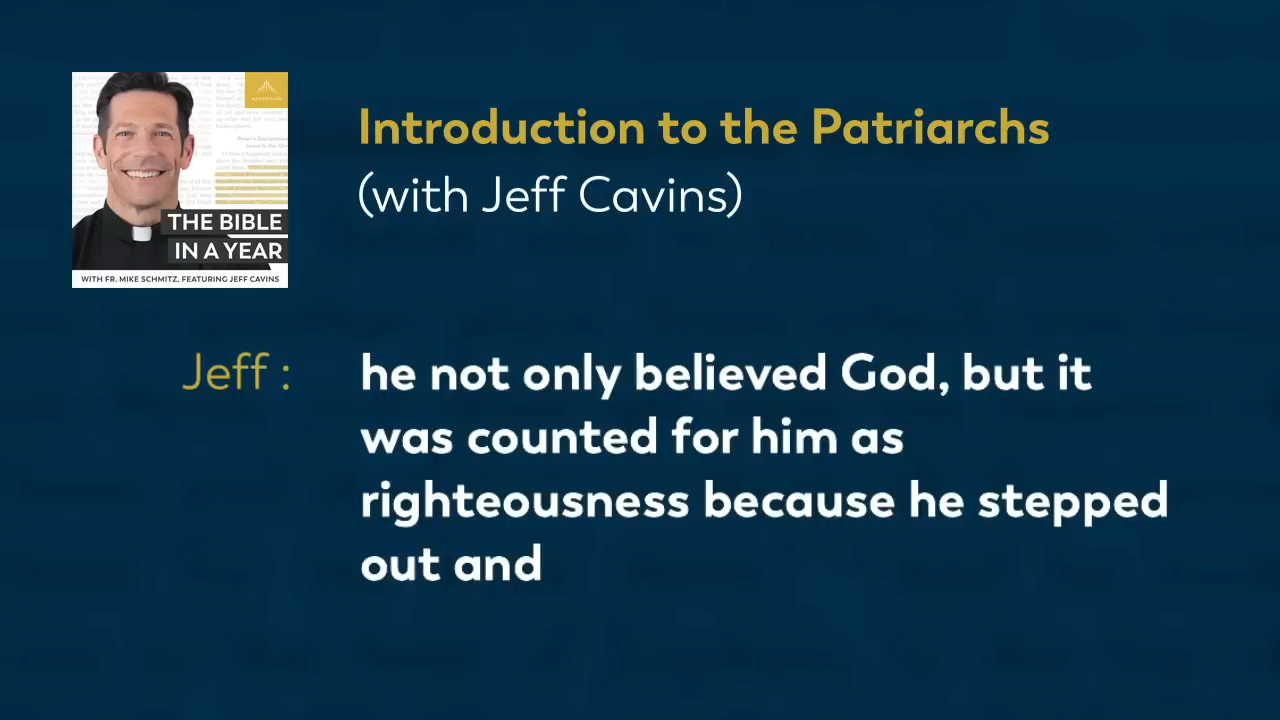 Introduction to the Patriarchs
(with Jeff Cavins)
THE BIBLE
IN A YEAR
WITH FR. MIKE SCHMITZ, FEATURING JEFF CAVINS
Jeff :
he not only believed God, but it
was counted for him as
righteousness because he stepped
out and